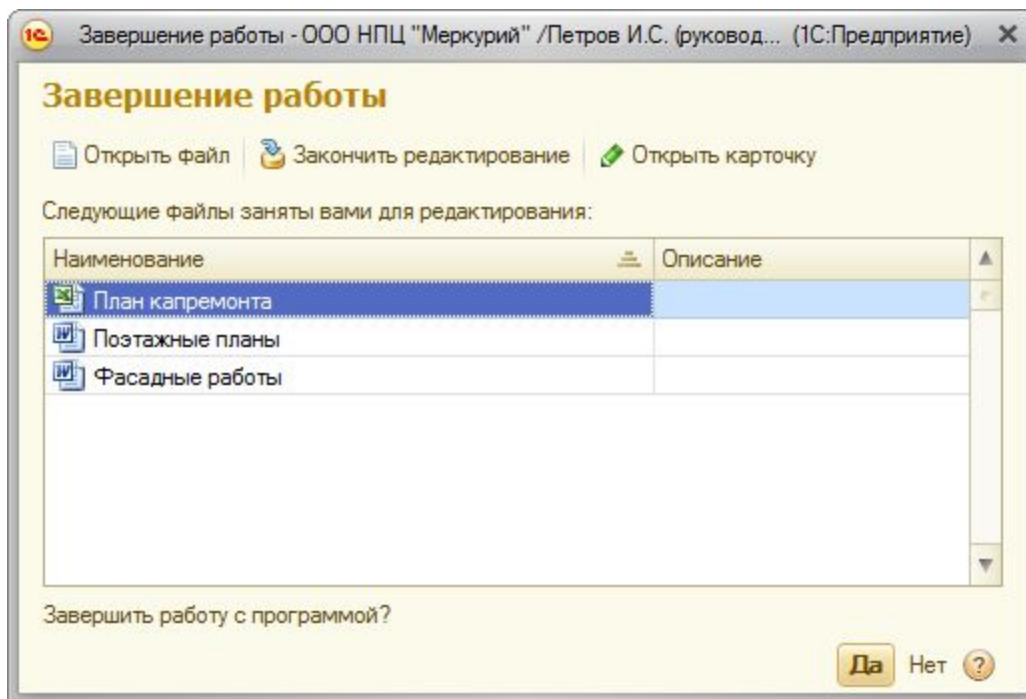 1С Завершение работы - ООО НПЦ "Меркурий" /Петров И.С. (руковод... (1С:Предприятие)
Завершение работы
Открыть файл Закончить редактирование Открыть карточку
Следующие файлы заняты вами для редактирования:
Наименование Описание
План капремонта
Поэтажные планы
Фасадные работы
Завершить работу с программой?
Да Нет ?